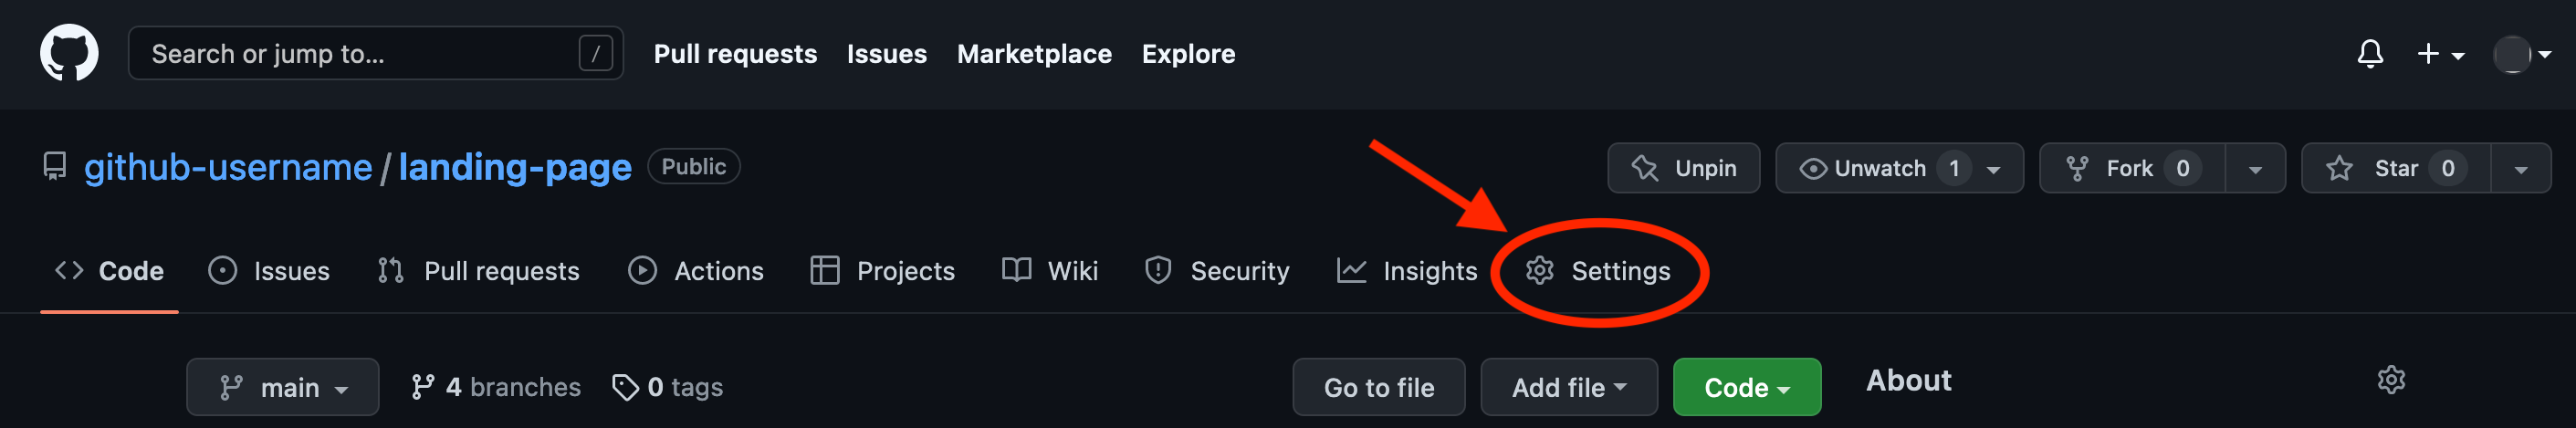 Search or jump to... / Pull requests Issues Marketplace Explore
github-username / landing-page Public Unpin Unwatch 1 Fork 0 Star 0
Code Issues Pull requests Actions Projects Wiki Security Insights Settings
main 4 branches 0 tags Go to file Add file Code About